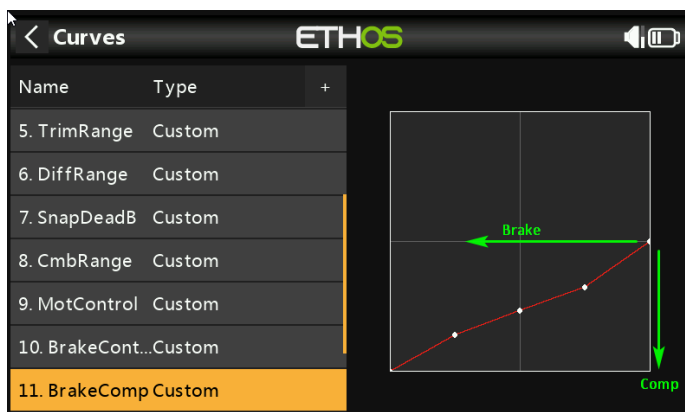 Curves ETHOS
Name Type +
5. TrimRange Custom
6. DiffRange Custom
7. SnapDeadB Custom
8. CmbRange Custom
9. MotControl Custom
10. BrakeCont...Custom
11. BrakeComp Custom
Brake
Comp